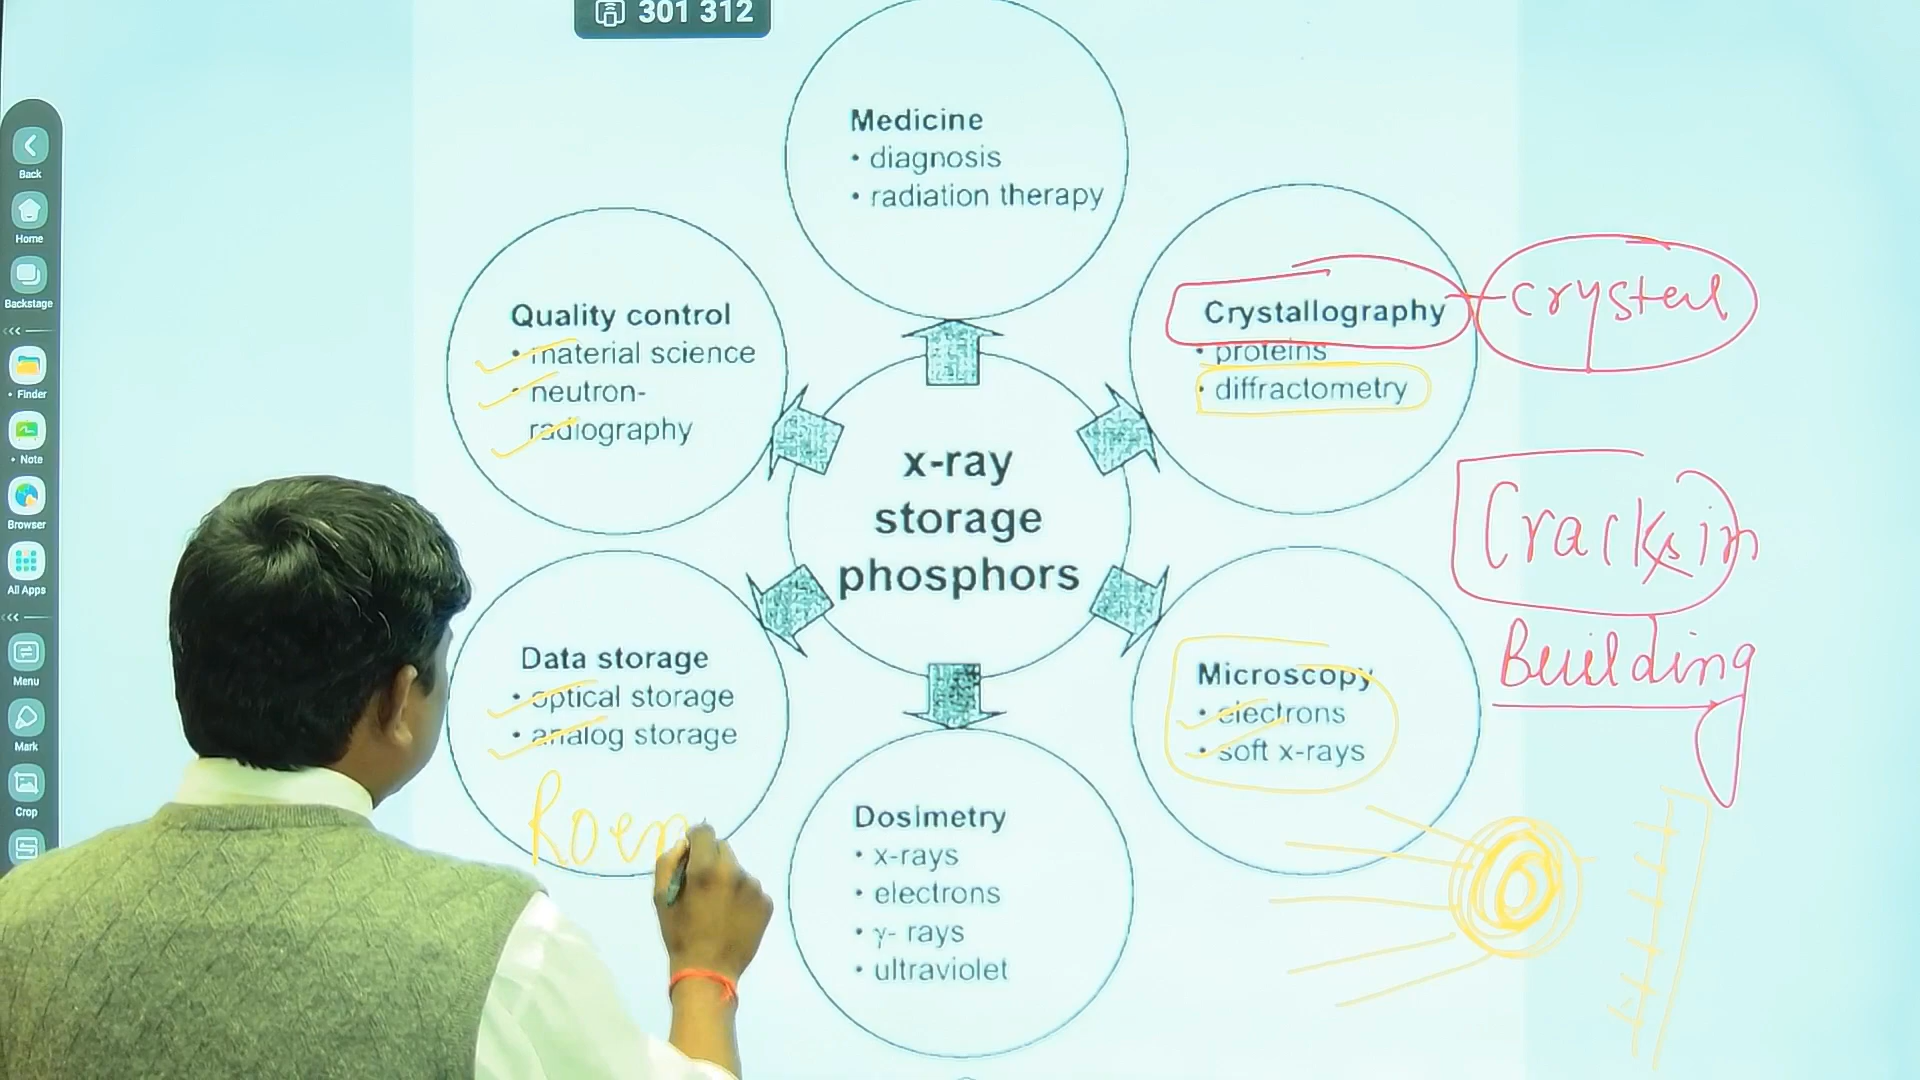 301 312
Back
Home
Backstage
Finder
Note
Browser
All Apps
Menu
Mark
Crop
Medicine
• diagnosis
• radiation therapy
Quality control
• material science
• neutron-
radiography
Crystallography
• proteins
• diffractometry
crystal
x-ray
storage
phosphors
Cracks in
Building
Data storage
• optical storage
• analog storage
Roen
Microscopy
• electrons
• soft x-rays
Dosimetry
• x-rays
• electrons
• γ- rays
• ultraviolet